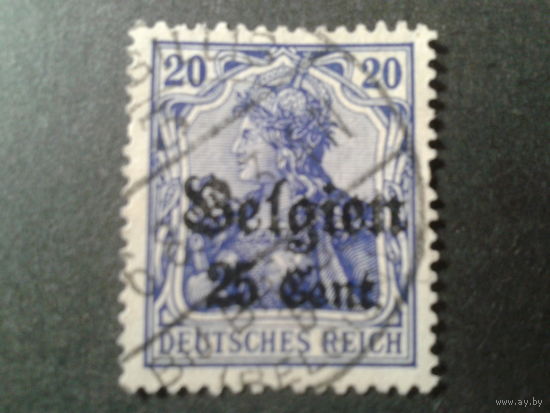 20 20
Belgien
25 Cent
DEUTSCHES REICH
www.ay.by